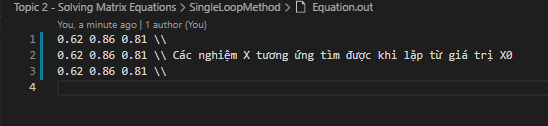 Topic 2 - Solving Matrix Equations > SingleLoopMethod > Equation.out
You, a minute ago | 1 author (You)
1 0.62 0.86 0.81 \\
2 0.62 0.86 0.81 \\ Các nghiệm X tương ứng tìm được khi lặp từ giá trị X0
3 0.62 0.86 0.81 \\
4